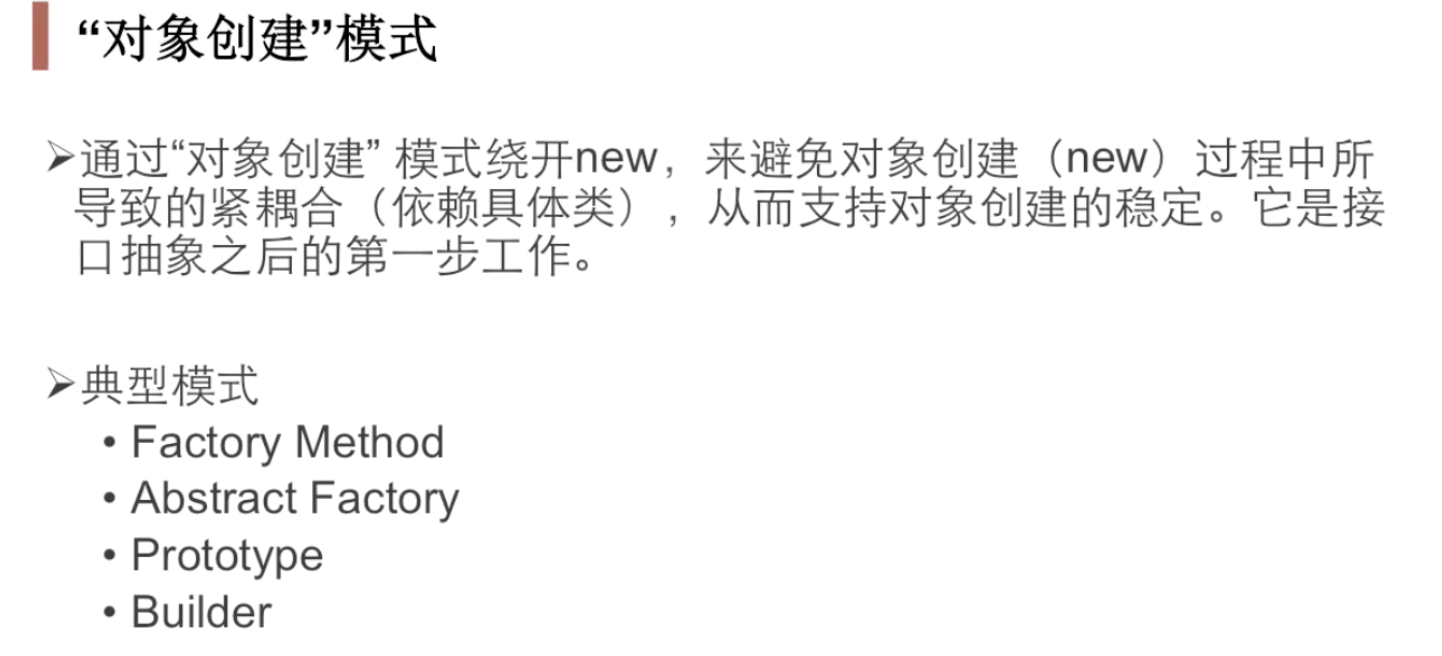 “对象创建”模式
➢通过“对象创建” 模式绕开new，来避免对象创建（new）过程中所
导致的紧耦合（依赖具体类），从而支持对象创建的稳定。它是接
口抽象之后的第一步工作。
➢典型模式
• Factory Method
• Abstract Factory
• Prototype
• Builder